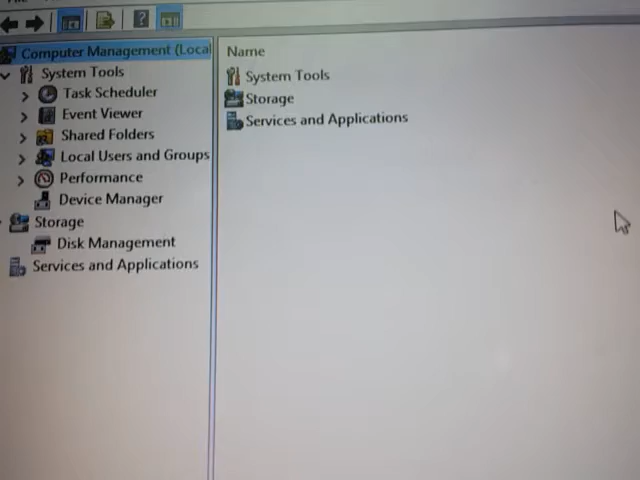 Computer Management (Local
System Tools
Task Scheduler
Event Viewer
Shared Folders
Local Users and Groups
Performance
Device Manager
Storage
Disk Management
Services and Applications
Name
System Tools
Storage
Services and Applications